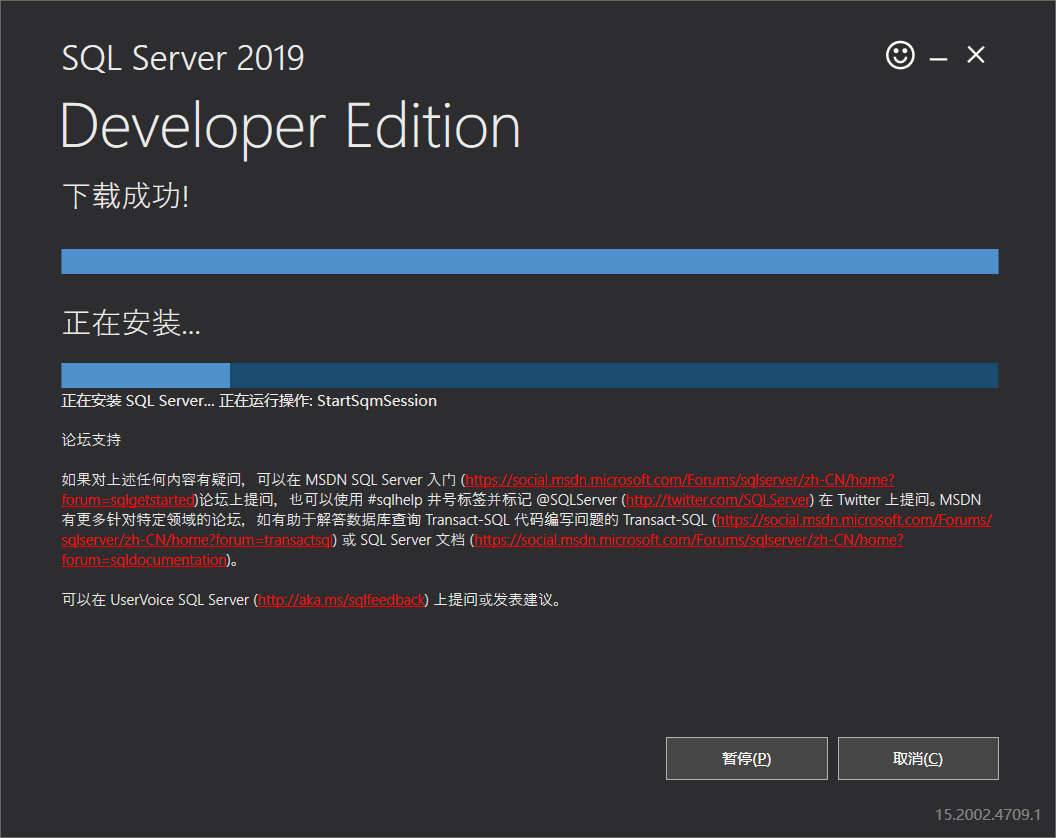 SQL Server 2019
Developer Edition
下载成功!
正在安装...
正在安装 SQL Server... 正在运行操作: StartSqmSession
论坛支持
如果对上述任何内容有疑问，可以在 MSDN SQL Server 入门 (https://social.msdn.microsoft.com/Forums/sqlserver/zh-CN/home?
forum=sqlgetstarted)论坛上提问，也可以使用 #sqlhelp 井号标签并标记 @SQLServer (http://twitter.com/SQLServer) 在 Twitter 上提问。MSDN
有更多针对特定领域的论坛，如有助于解答数据库查询 Transact-SQL 代码编写问题的 Transact-SQL (https://social.msdn.microsoft.com/Forums/
sqlserver/zh-CN/home?forum=transactsql) 或 SQL Server 文档 (https://social.msdn.microsoft.com/Forums/sqlserver/zh-CN/home?
forum=sqldocumentation)。
可以在 UserVoice SQL Server (http://aka.ms/sqlfeedback) 上提问或发表建议。
暂停(P)
取消(C)
15.2002.4709.1